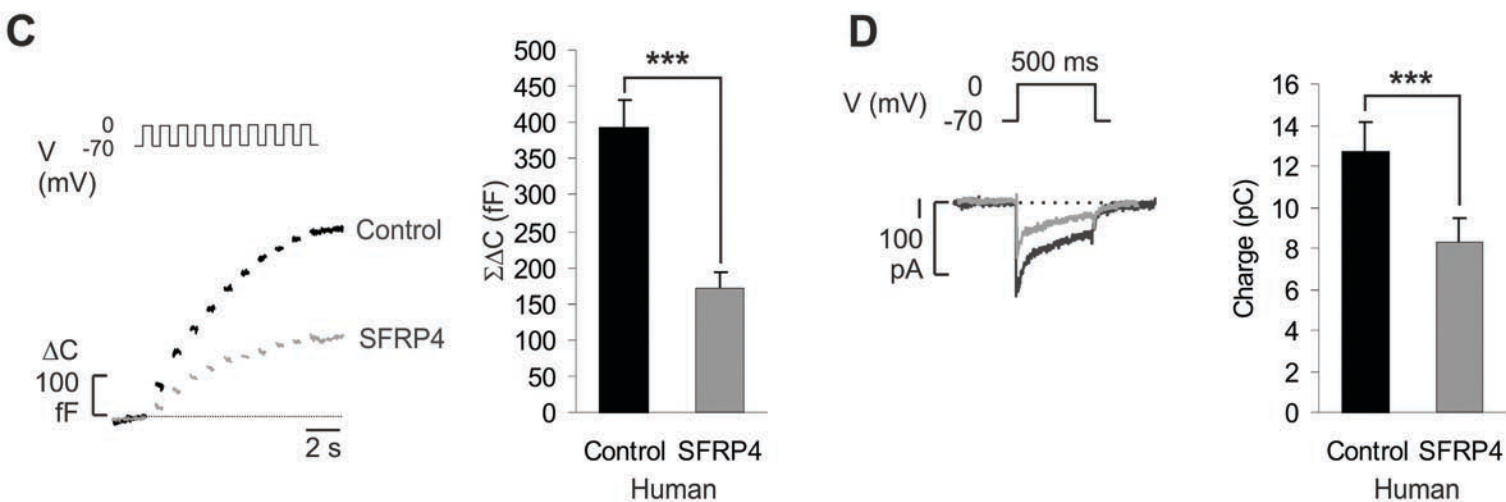 C
0
V -70
(mV)
Control
SFRP4
ΔC
100
fF
2 s
ΣΔC (fF)
500
450
400
350
300
250
200
150
100
50
0
***
Control SFRP4
Human
D
500 ms
0
V (mV)
-70
I
100
pA
Charge (pC)
16
14
12
10
8
6
4
2
0
***
Control SFRP4
Human